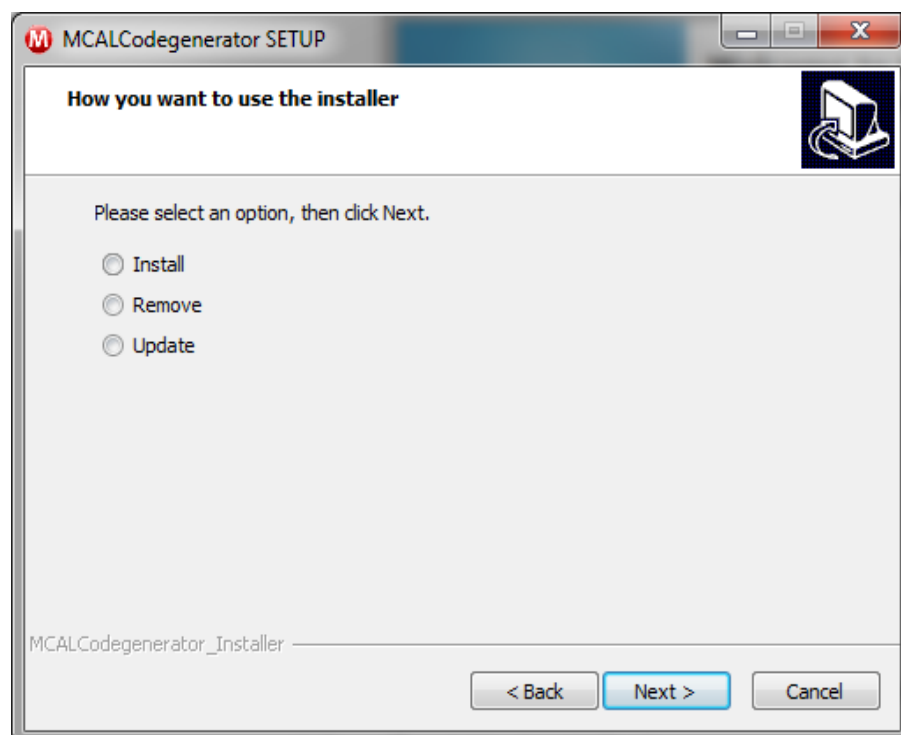 MCALCodegenerator SETUP
How you want to use the installer
Please select an option, then click Next.
Install
Remove
Update
MCALCodegenerator_Installer
< Back Next > Cancel